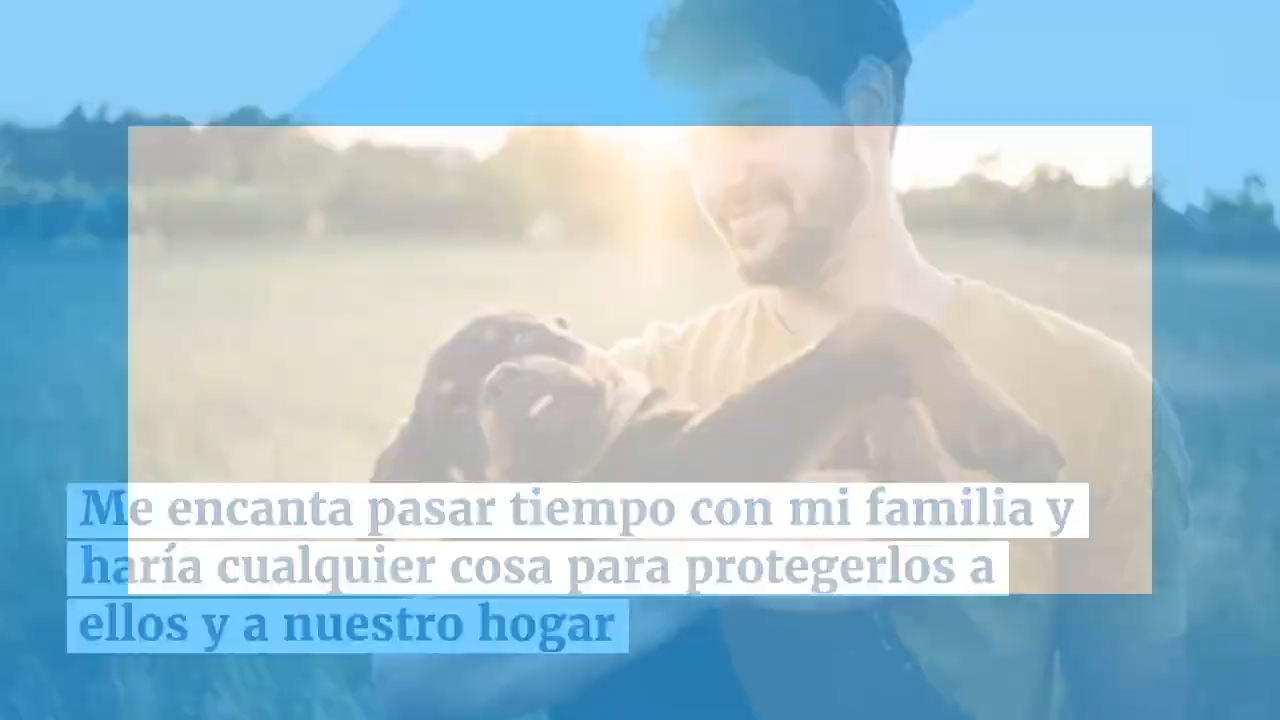 Me encanta pasar tiempo con mi familia y
haría cualquier cosa para protegerlos a
ellos y a nuestro hogar